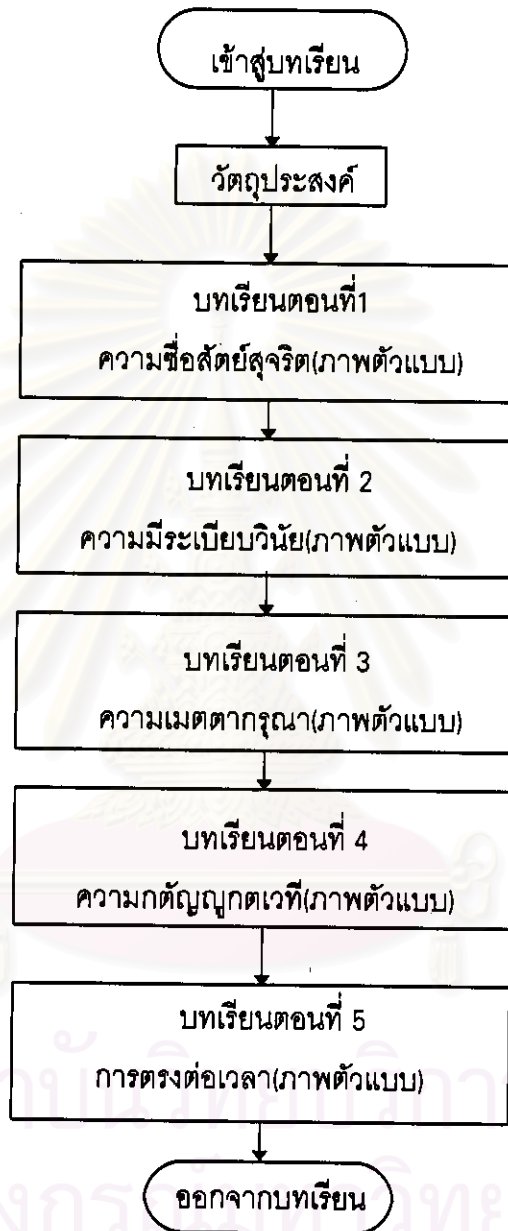 เข้าสู่บทเรียน
วัตถุประสงค์
บทเรียนตอนที่1
ความซื่อสัตย์สุจริต(ภาพตัวแบบ)
บทเรียนตอนที่ 2
ความมีระเบียบวินัย(ภาพตัวแบบ)
บทเรียนตอนที่ 3
ความเมตตากรุณา(ภาพตัวแบบ)
บทเรียนตอนที่ 4
ความกตัญญูกตเวที(ภาพตัวแบบ)
บทเรียนตอนที่ 5
การตรงต่อเวลา(ภาพตัวแบบ)
ออกจากบทเรียน